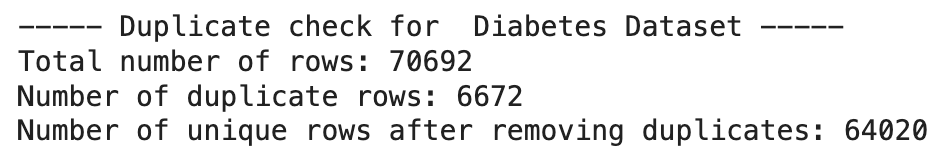 ----- Duplicate check for  Diabetes Dataset -----
Total number of rows: 70692
Number of duplicate rows: 6672
Number of unique rows after removing duplicates: 64020